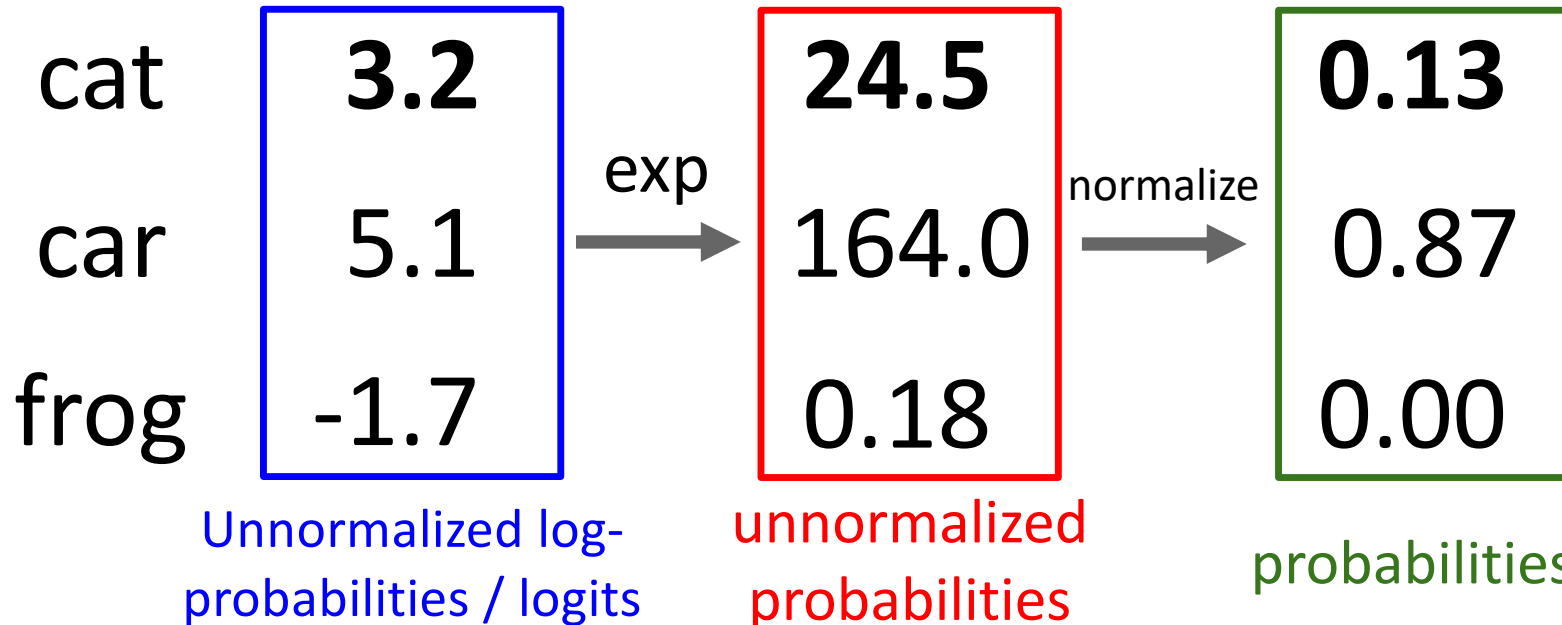 cat 3.2 24.5 0.13
exp normalize
car 5.1 164.0 0.87
frog -1.7 0.18 0.00
Unnormalized log-
probabilities / logits
unnormalized
probabilities
probabilities